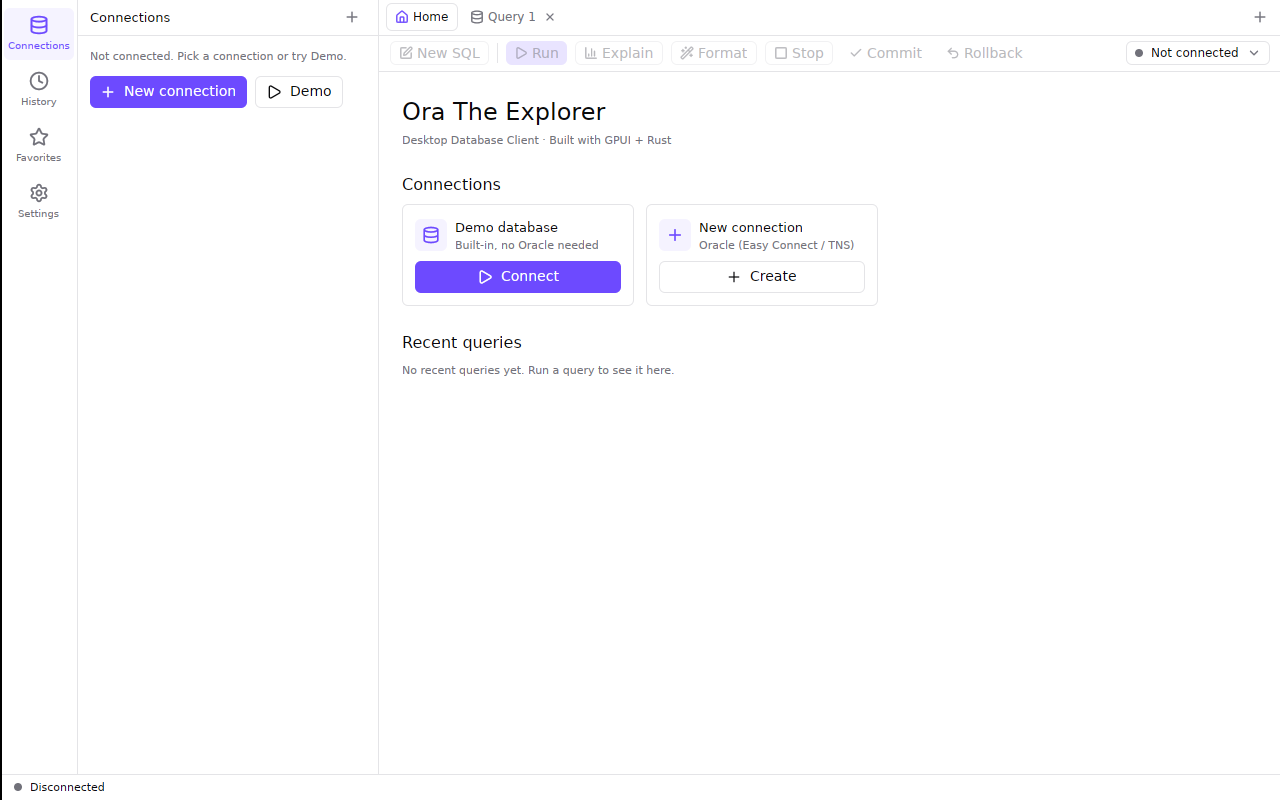 Connections
History
Favorites
Settings
Connections
Not connected. Pick a connection or try Demo.
New connection
Demo
Home
Query 1
New SQL
Run
Explain
Format
Stop
Commit
Rollback
Not connected
Ora The Explorer
Desktop Database Client · Built with GPUI + Rust
Connections
Demo database
Built-in, no Oracle needed
Connect
New connection
Oracle (Easy Connect / TNS)
Create
Recent queries
No recent queries yet. Run a query to see it here.
Disconnected